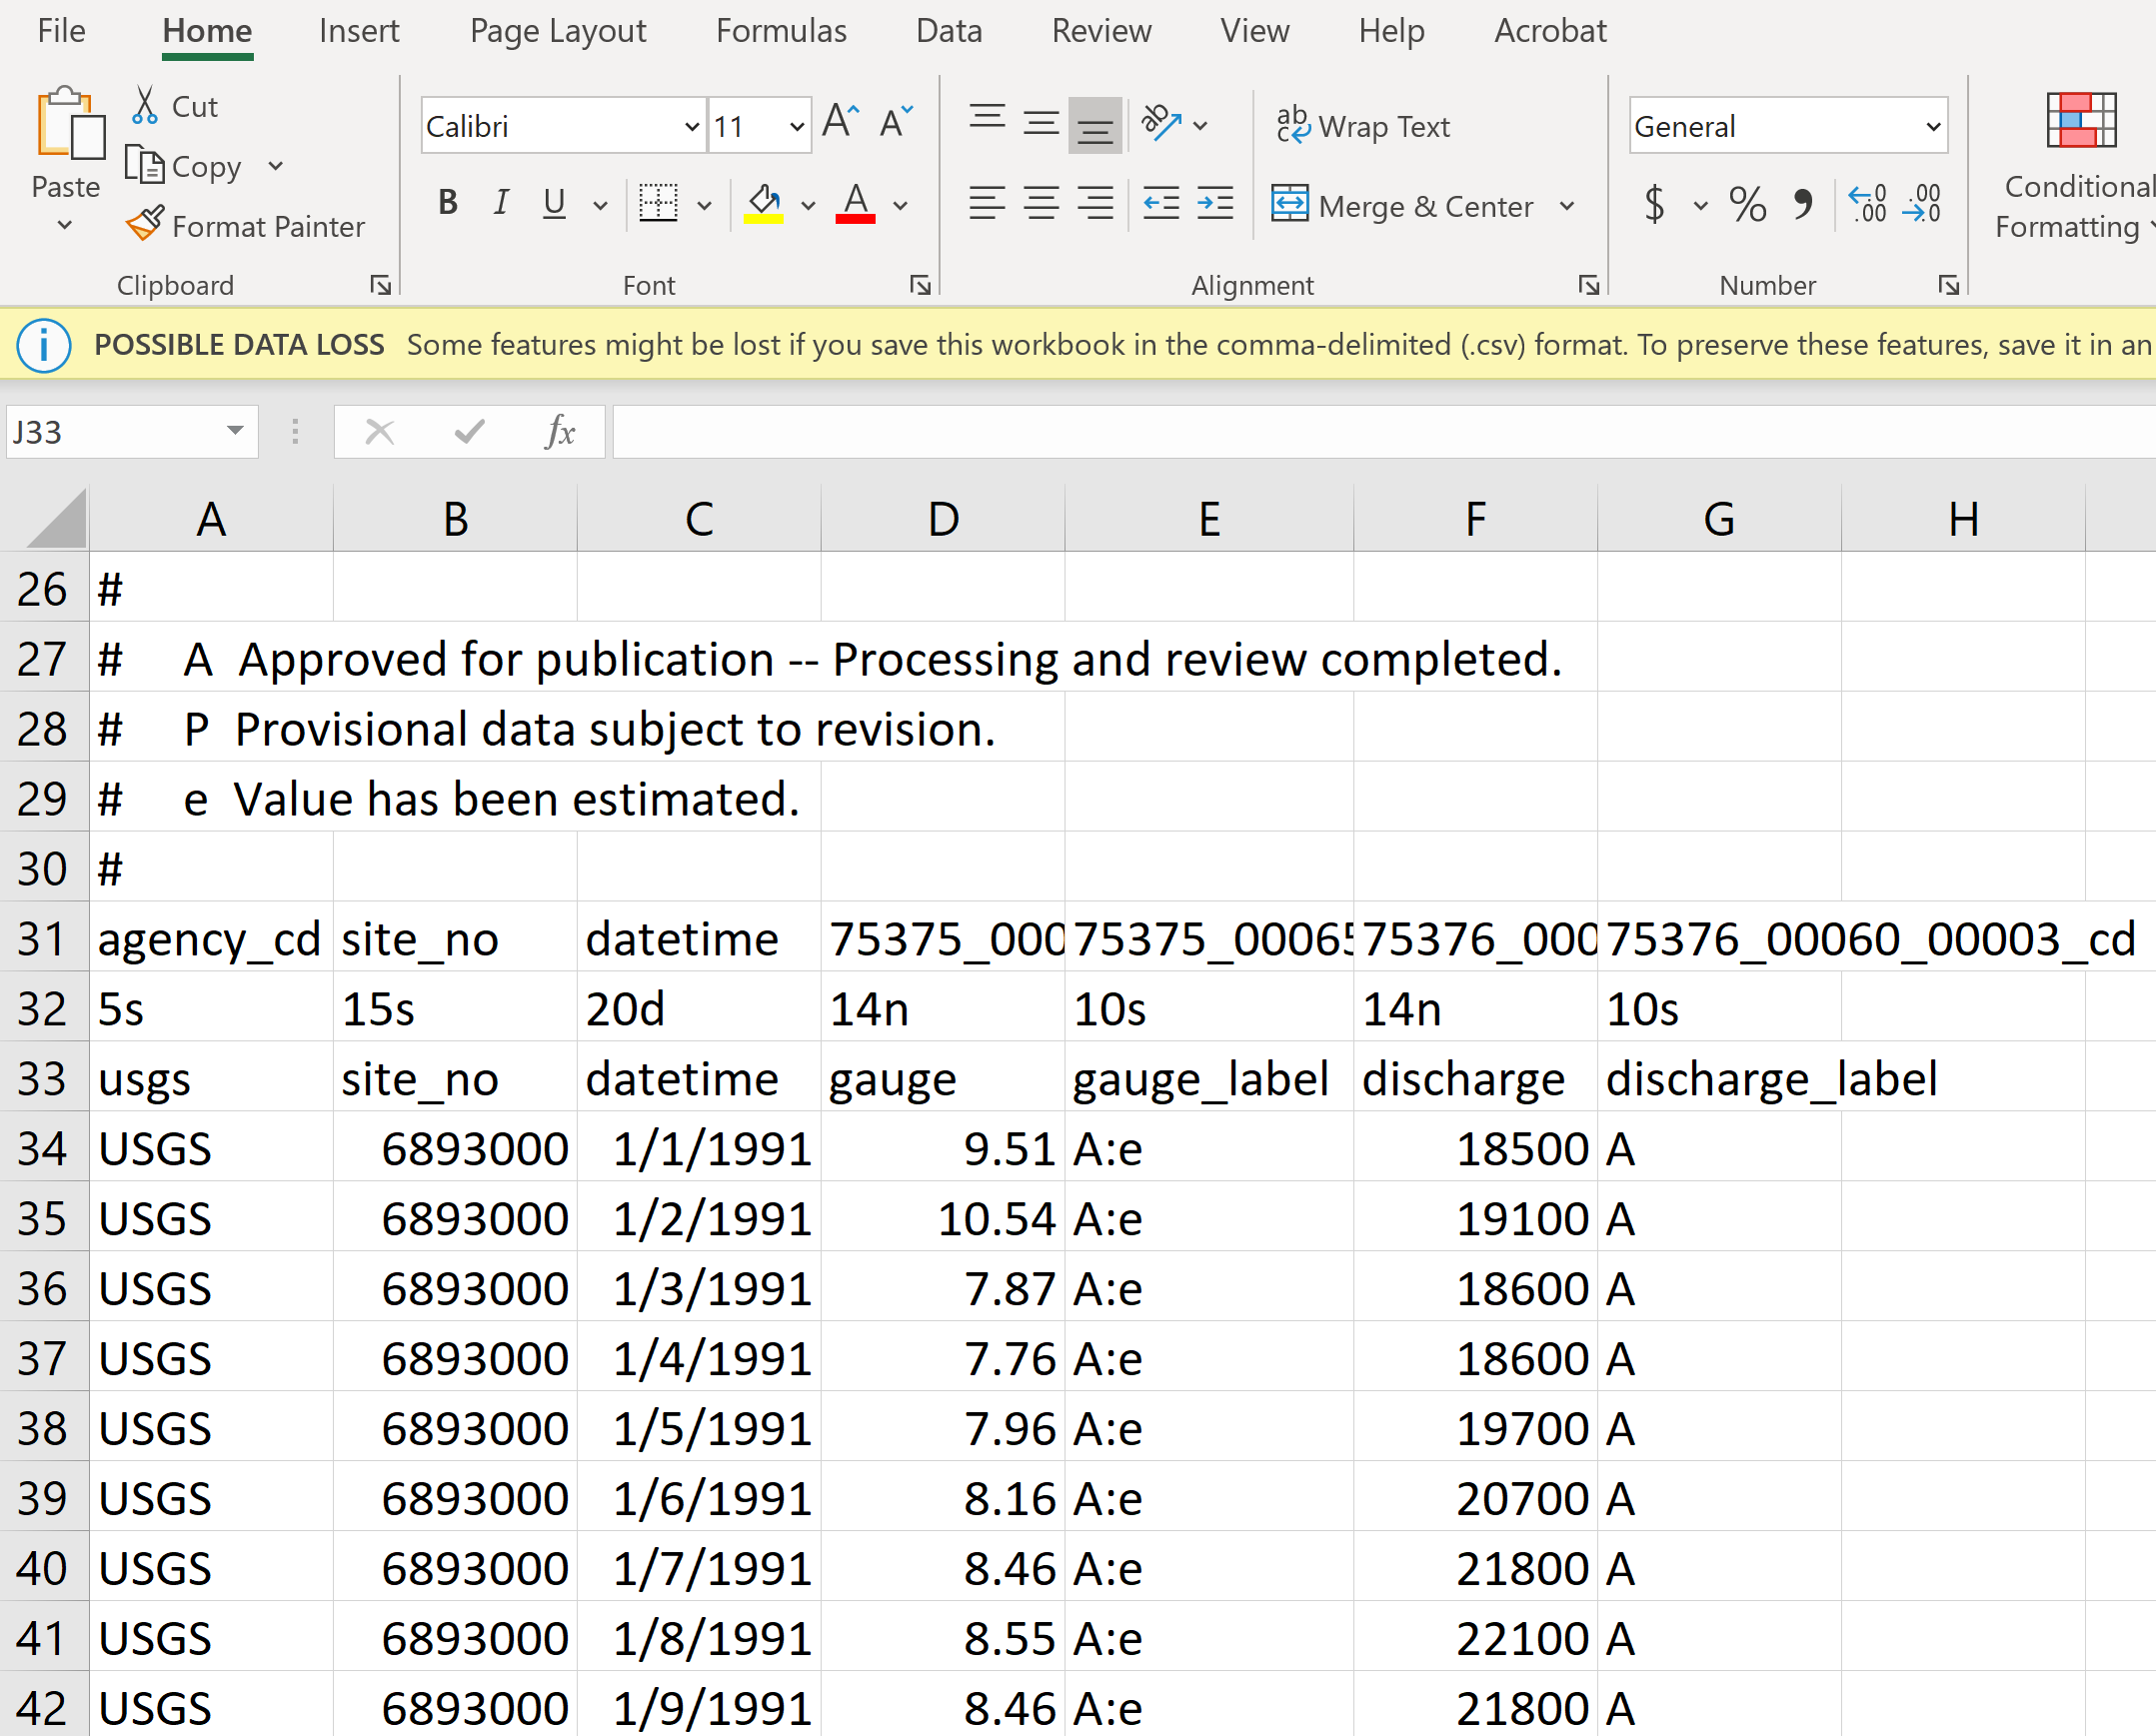 File Home Insert Page Layout Formulas Data Review View Help Acrobat
Paste
Cut
Copy
Format Painter
Clipboard
Calibri 11 A A
B I U A
Font
ab Wrap Text
Merge & Center
Alignment
General
$ % , .0 .00 .00 .0
Number
Conditional
Formatting
POSSIBLE DATA LOSS Some features might be lost if you save this workbook in the comma-delimited (.csv) format. To preserve these features, save it in an
J33 fx
A B C D E F G H
26 #
27 # A Approved for publication -- Processing and review completed.
28 # P Provisional data subject to revision.
29 # e Value has been estimated.
30 #
31 agency_cd site_no datetime 75375_000 75375_00065 75376_000 75376_00060_00003_cd
32 5s 15s 20d 14n 10s 14n 10s
33 usgs site_no datetime gauge gauge_label discharge discharge_label
34 USGS 6893000 1/1/1991 9.51 A:e 18500 A
35 USGS 6893000 1/2/1991 10.54 A:e 19100 A
36 USGS 6893000 1/3/1991 7.87 A:e 18600 A
37 USGS 6893000 1/4/1991 7.76 A:e 18600 A
38 USGS 6893000 1/5/1991 7.96 A:e 19700 A
39 USGS 6893000 1/6/1991 8.16 A:e 20700 A
40 USGS 6893000 1/7/1991 8.46 A:e 21800 A
41 USGS 6893000 1/8/1991 8.55 A:e 22100 A
42 USGS 6893000 1/9/1991 8.46 A:e 21800 A